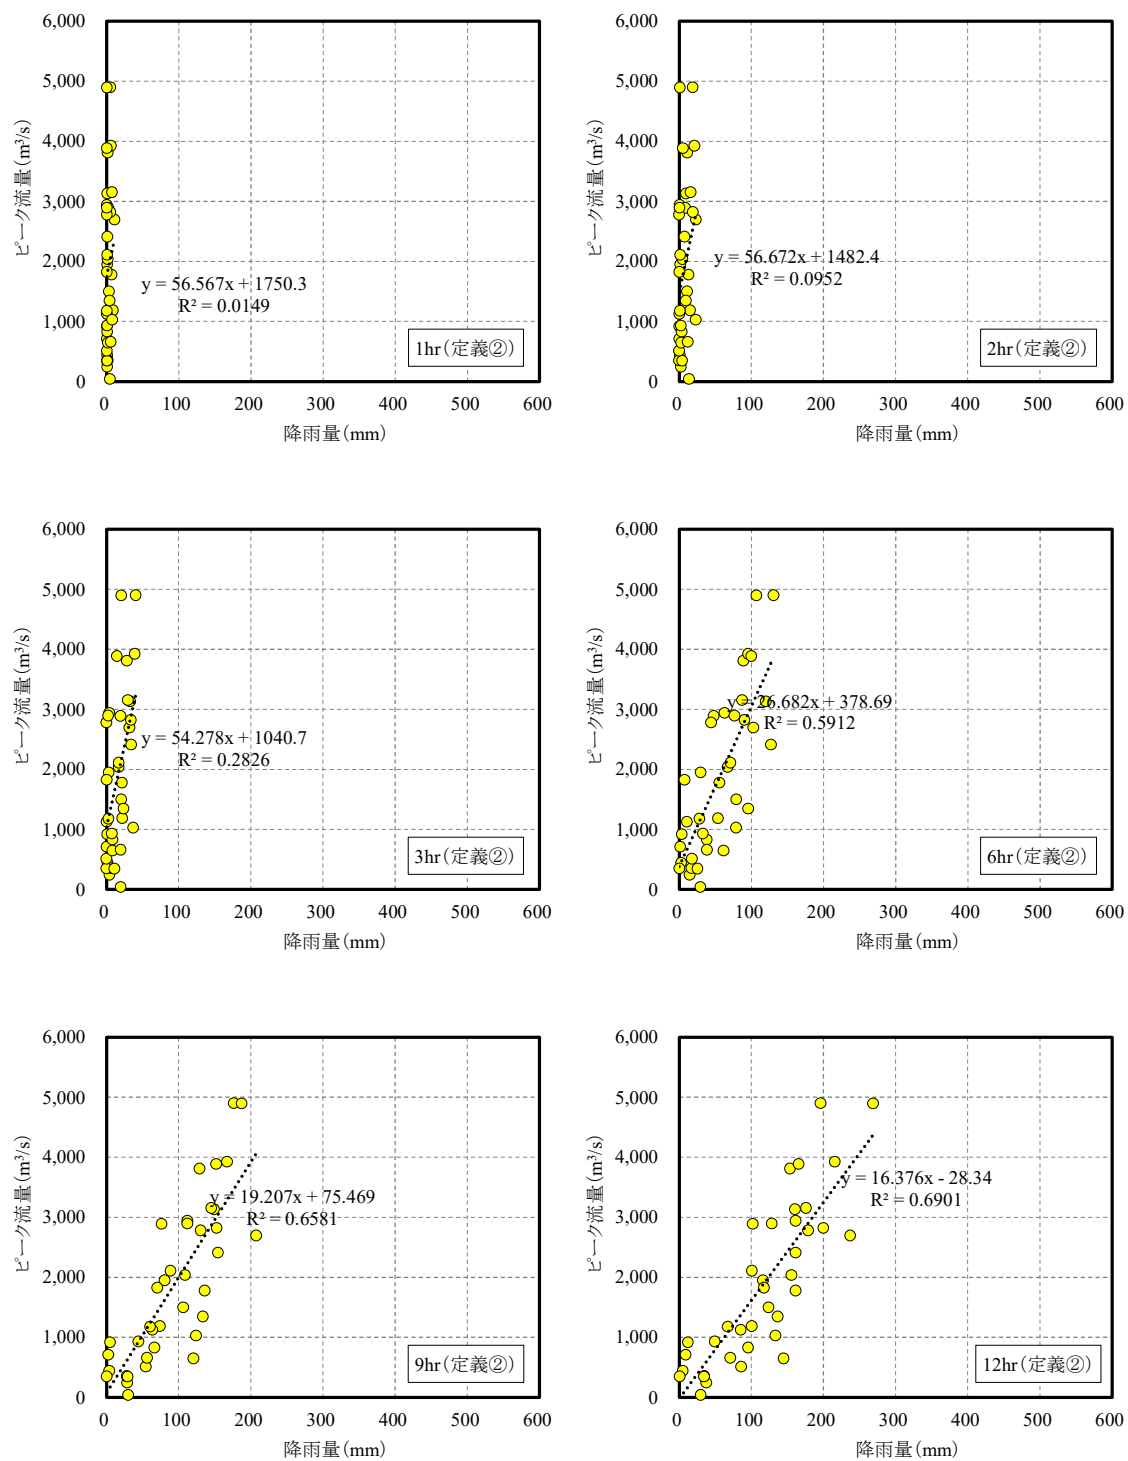 6,000
5,000
4,000
3,000
2,000
1,000
0
ピーク流量(m³/s)
y = 56.567x + 1750.3
R² = 0.0149
1hr(定義②)
0 100 200 300 400 500 600
降雨量(mm)
6,000
5,000
4,000
3,000
2,000
1,000
0
ピーク流量(m³/s)
y = 56.672x + 1482.4
R² = 0.0952
2hr(定義②)
0 100 200 300 400 500 600
降雨量(mm)
6,000
5,000
4,000
3,000
2,000
1,000
0
ピーク流量(m³/s)
y = 54.278x + 1040.7
R² = 0.2826
3hr(定義②)
0 100 200 300 400 500 600
降雨量(mm)
6,000
5,000
4,000
3,000
2,000
1,000
0
ピーク流量(m³/s)
y = 26.682x + 378.69
R² = 0.5912
6hr(定義②)
0 100 200 300 400 500 600
降雨量(mm)
6,000
5,000
4,000
3,000
2,000
1,000
0
ピーク流量(m³/s)
y = 19.207x + 75.469
R² = 0.6581
9hr(定義②)
0 100 200 300 400 500 600
降雨量(mm)
6,000
5,000
4,000
3,000
2,000
1,000
0
ピーク流量(m³/s)
y = 16.376x - 28.34
R² = 0.6901
12hr(定義②)
0 100 200 300 400 500 600
降雨量(mm)